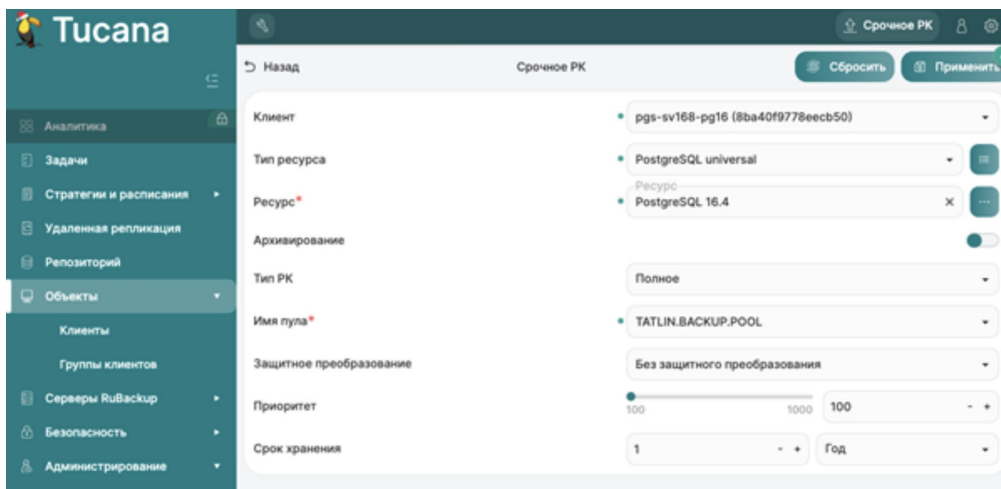 Tucana
Срочное РК
Назад
Срочное РК
Сбросить
Применить
Аналитика
Задачи
Стратегии и расписания
Удаленная репликация
Репозиторий
Объекты
Клиенты
Группы клиентов
Серверы RuBackup
Безопасность
Администрирование
Клиент
pgs-sv168-pg16 (8ba40f9778eecb50)
Тип ресурса
PostgreSQL universal
Ресурс*
Ресурс
PostgreSQL 16.4
Архивирование
Тип РК
Полное
Имя пула*
TATLIN.BACKUP.POOL
Защитное преобразование
Без защитного преобразования
Приоритет
100
1000
100
- +
Срок хранения
1
- +
Год